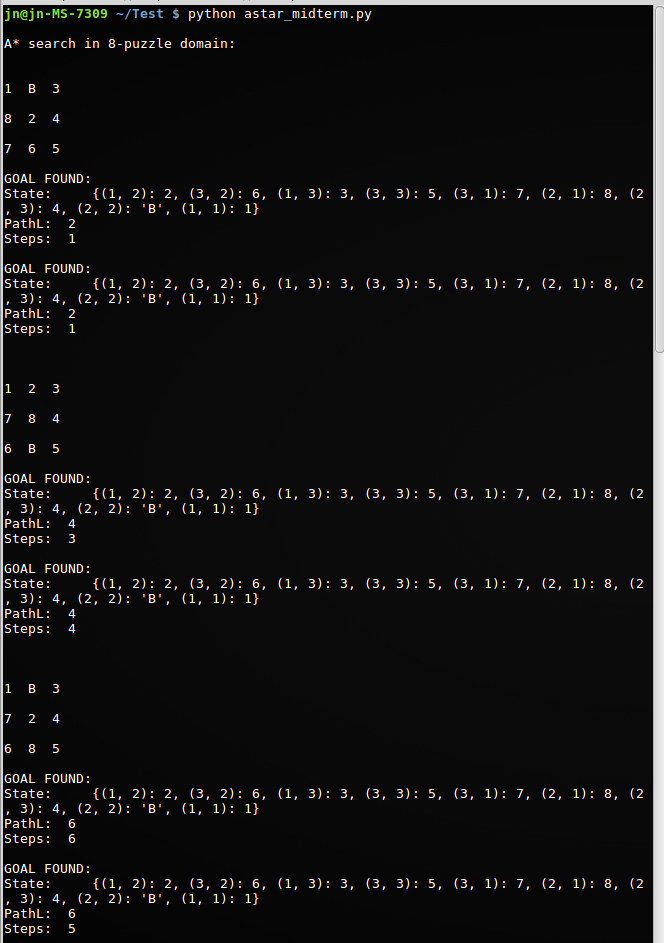 jn@jn-MS-7309 ~/Test $ python astar_midterm.py
A* search in 8-puzzle domain:
1  B  3
8  2  4
7  6  5
GOAL FOUND:
State:     {(1, 2): 2, (3, 2): 6, (1, 3): 3, (3, 3): 5, (3, 1): 7, (2, 1): 8, (2
, 3): 4, (2, 2): 'B', (1, 1): 1}
PathL:  2
Steps:  1
GOAL FOUND:
State:     {(1, 2): 2, (3, 2): 6, (1, 3): 3, (3, 3): 5, (3, 1): 7, (2, 1): 8, (2
, 3): 4, (2, 2): 'B', (1, 1): 1}
PathL:  2
Steps:  1
1  2  3
7  8  4
6  B  5
GOAL FOUND:
State:     {(1, 2): 2, (3, 2): 6, (1, 3): 3, (3, 3): 5, (3, 1): 7, (2, 1): 8, (2
, 3): 4, (2, 2): 'B', (1, 1): 1}
PathL:  4
Steps:  3
GOAL FOUND:
State:     {(1, 2): 2, (3, 2): 6, (1, 3): 3, (3, 3): 5, (3, 1): 7, (2, 1): 8, (2
, 3): 4, (2, 2): 'B', (1, 1): 1}
PathL:  4
Steps:  4
1  B  3
7  2  4
6  8  5
GOAL FOUND:
State:     {(1, 2): 2, (3, 2): 6, (1, 3): 3, (3, 3): 5, (3, 1): 7, (2, 1): 8, (2
, 3): 4, (2, 2): 'B', (1, 1): 1}
PathL:  6
Steps:  6
GOAL FOUND:
State:     {(1, 2): 2, (3, 2): 6, (1, 3): 3, (3, 3): 5, (3, 1): 7, (2, 1): 8, (2
, 3): 4, (2, 2): 'B', (1, 1): 1}
PathL:  6
Steps:  5